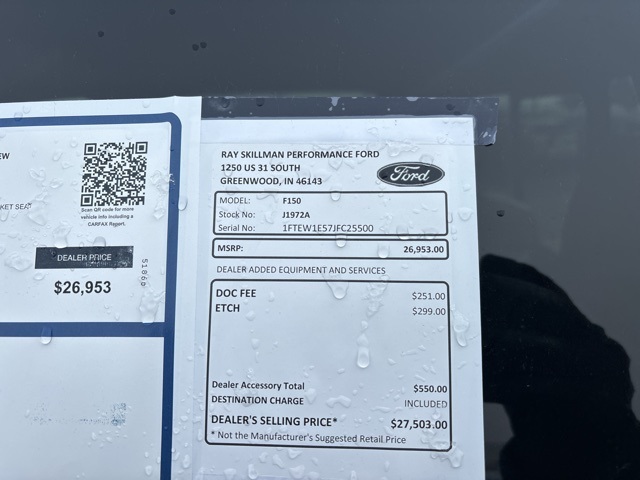 EW
KET SEAT
Scan QR code for more
vehicle info including a
CARFAX Report.
DEALER PRICE
$26,953
5186p
RAY SKILLMAN PERFORMANCE FORD
1250 US 31 SOUTH
GREENWOOD, IN 46143
Ford
MODEL: F150
Stock No: J1972A
Serial No: 1FTEW1E57JFC25500
MSRP: 26,953.00
DEALER ADDED EQUIPMENT AND SERVICES
DOC FEE $251.00
ETCH $299.00
Dealer Accessory Total $550.00
DESTINATION CHARGE INCLUDED
DEALER'S SELLING PRICE* $27,503.00
* Not the Manufacturer's Suggested Retail Price